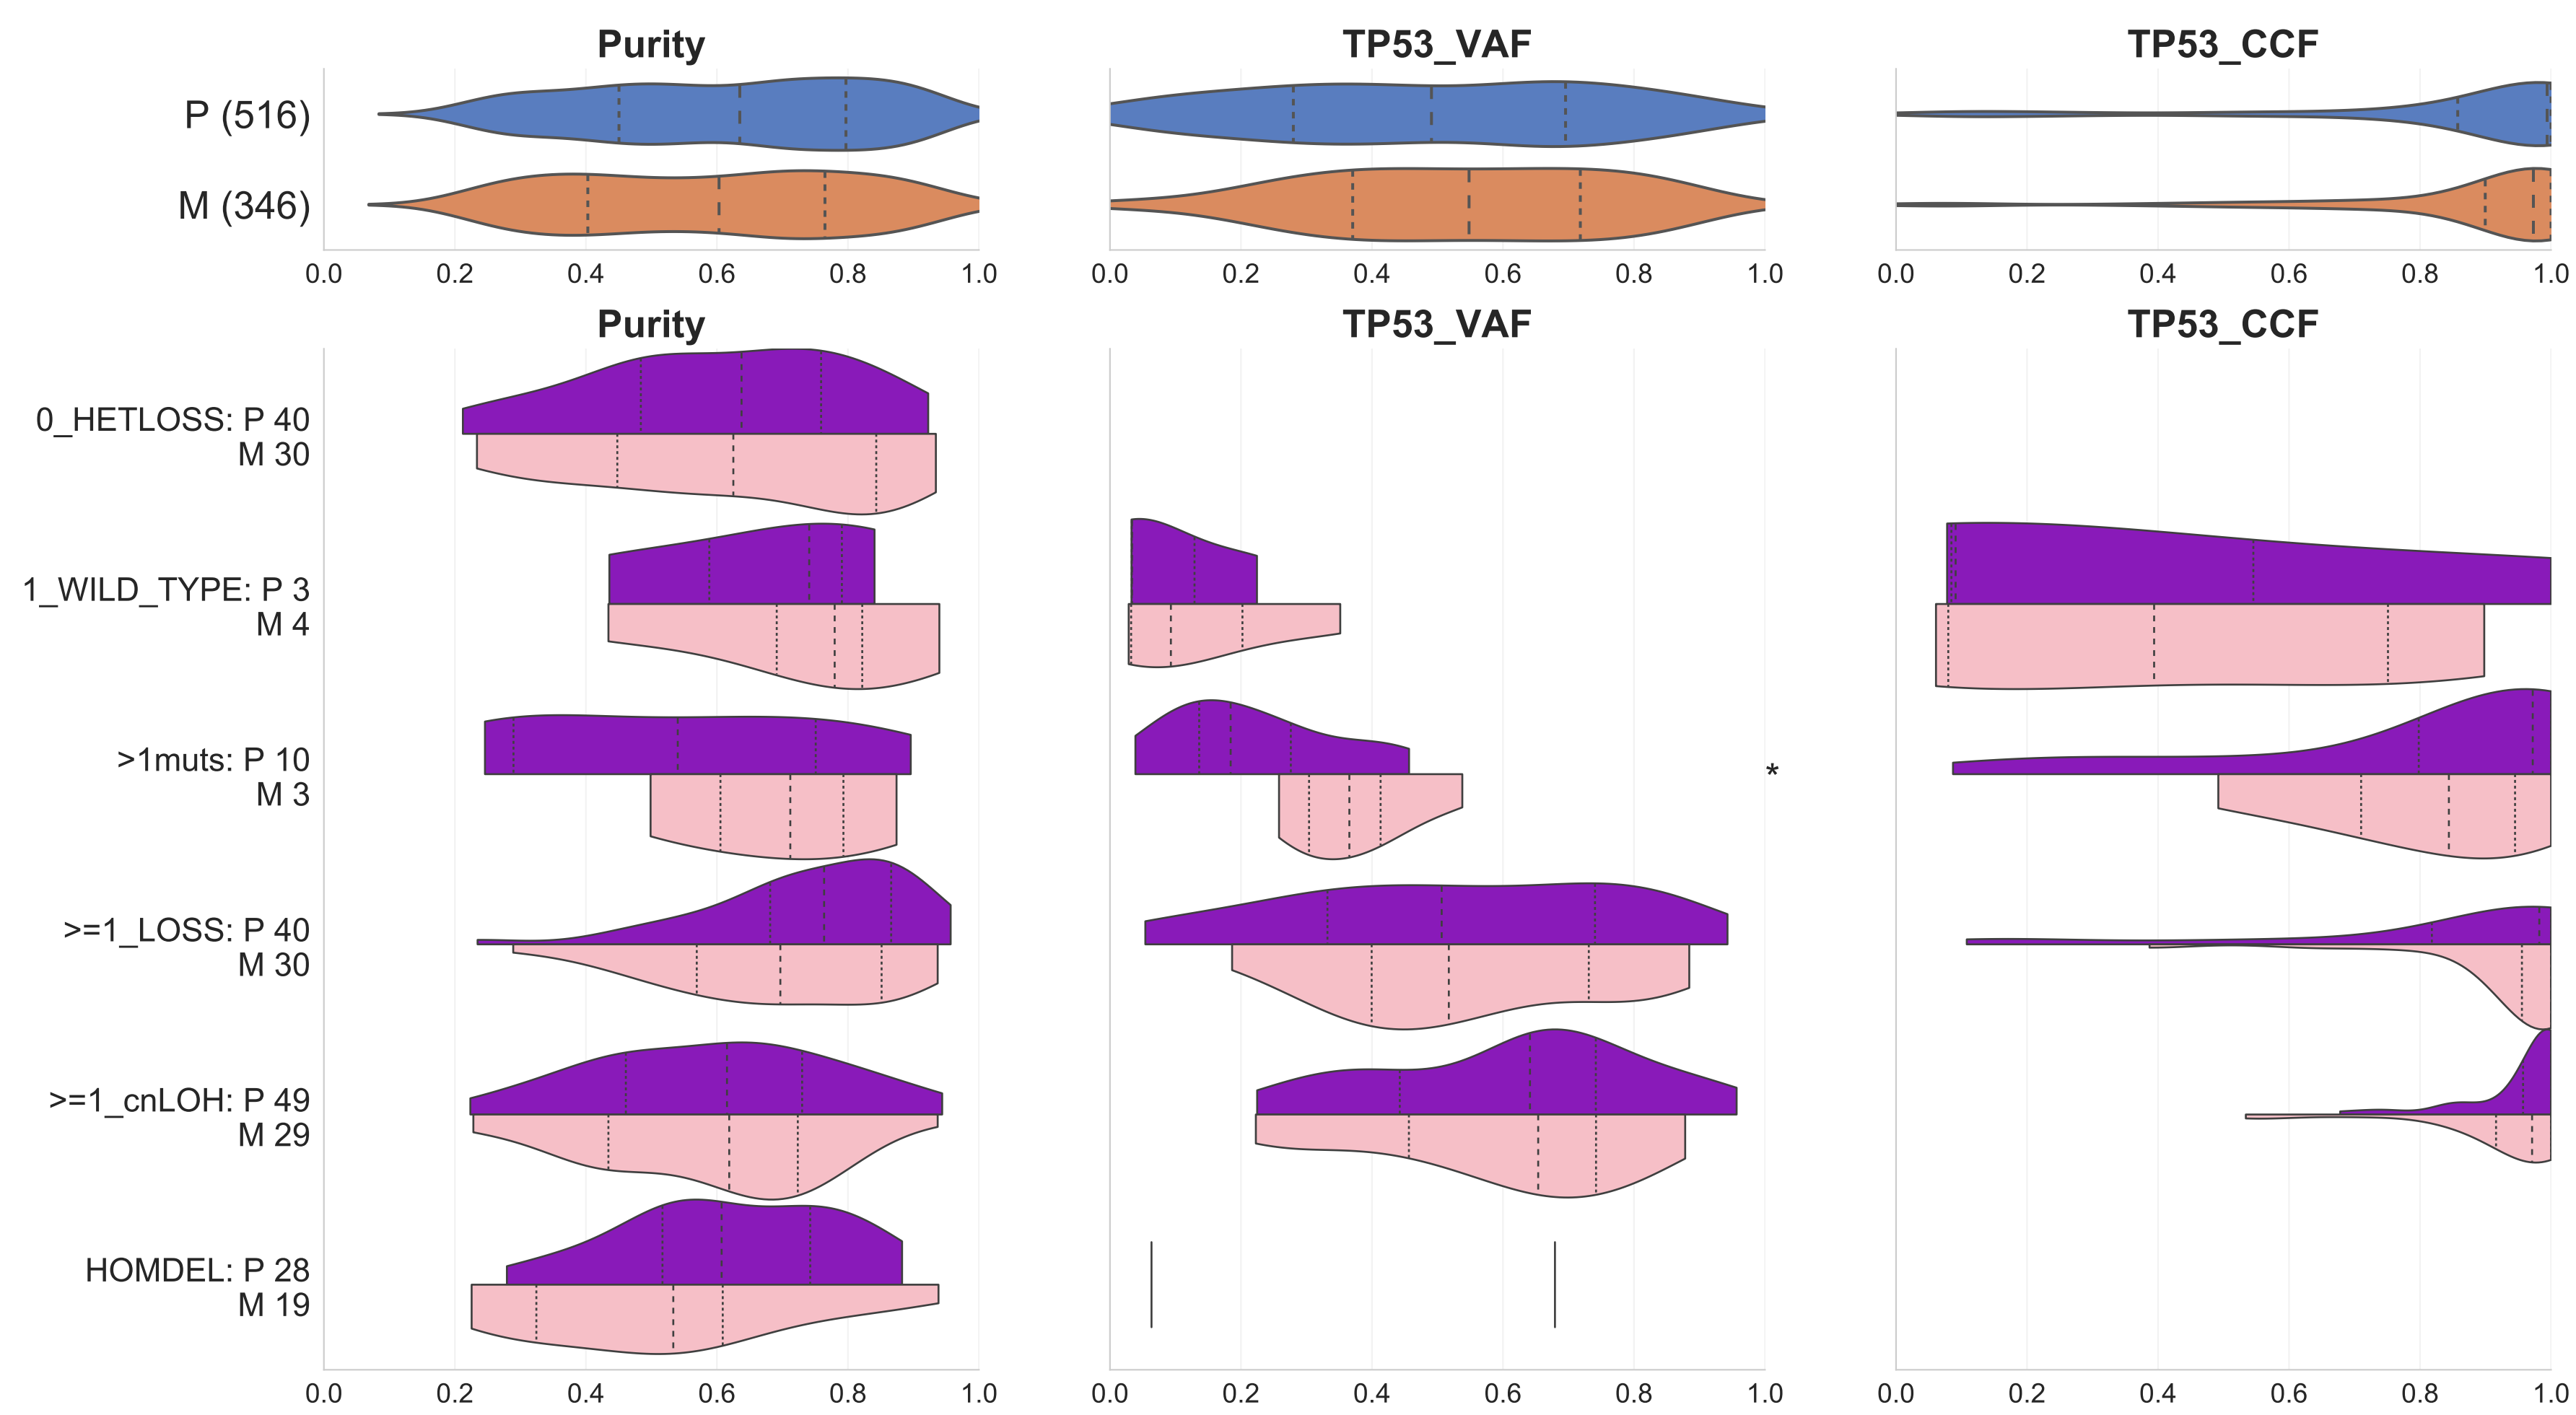 Purity TP53_VAF TP53_CCF
P (516)
M (346)
0.0 0.2 0.4 0.6 0.8 1.0 0.0 0.2 0.4 0.6 0.8 1.0 0.0 0.2 0.4 0.6 0.8 1.0
Purity TP53_VAF TP53_CCF
0_HETLOSS: P 40
M 30
1_WILD_TYPE: P 3
M 4
>1muts: P 10
M 3
*
>=1_LOSS: P 40
M 30
>=1_cnLOH: P 49
M 29
HOMDEL: P 28
M 19
0.0 0.2 0.4 0.6 0.8 1.0 0.0 0.2 0.4 0.6 0.8 1.0 0.0 0.2 0.4 0.6 0.8 1.0